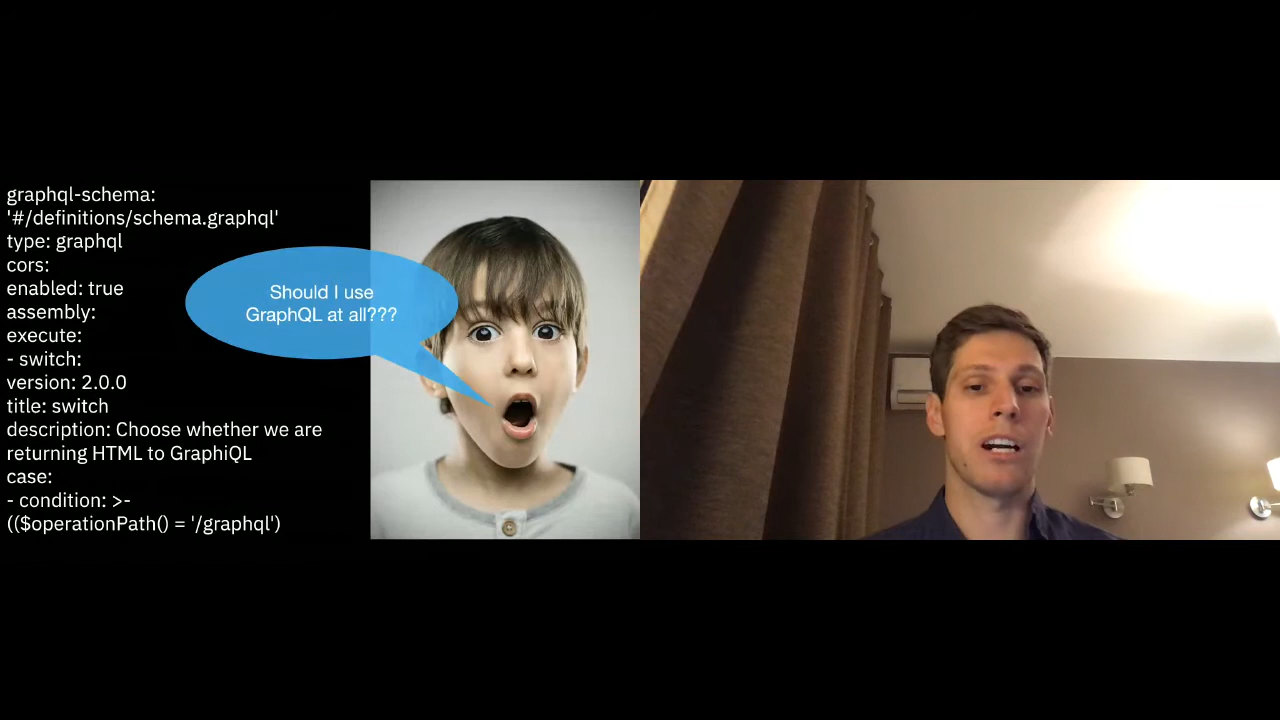 graphql-schema:
'#/definitions/schema.graphql'
type: graphql
cors:
enabled: true
assembly:
execute:
- switch:
version: 2.0.0
title: switch
description: Choose whether we are
returning HTML to GraphiQL
case:
- condition: >-
(($operationPath() = '/graphql')
Should I use
GraphQL at all???